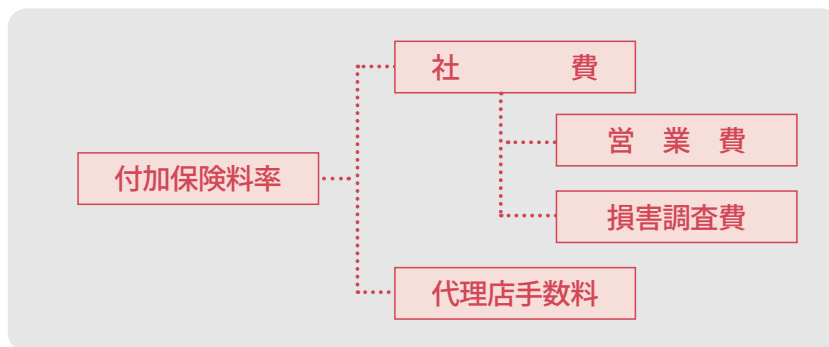 社費
営業費
付加保険料率
損害調査費
代理店手数料